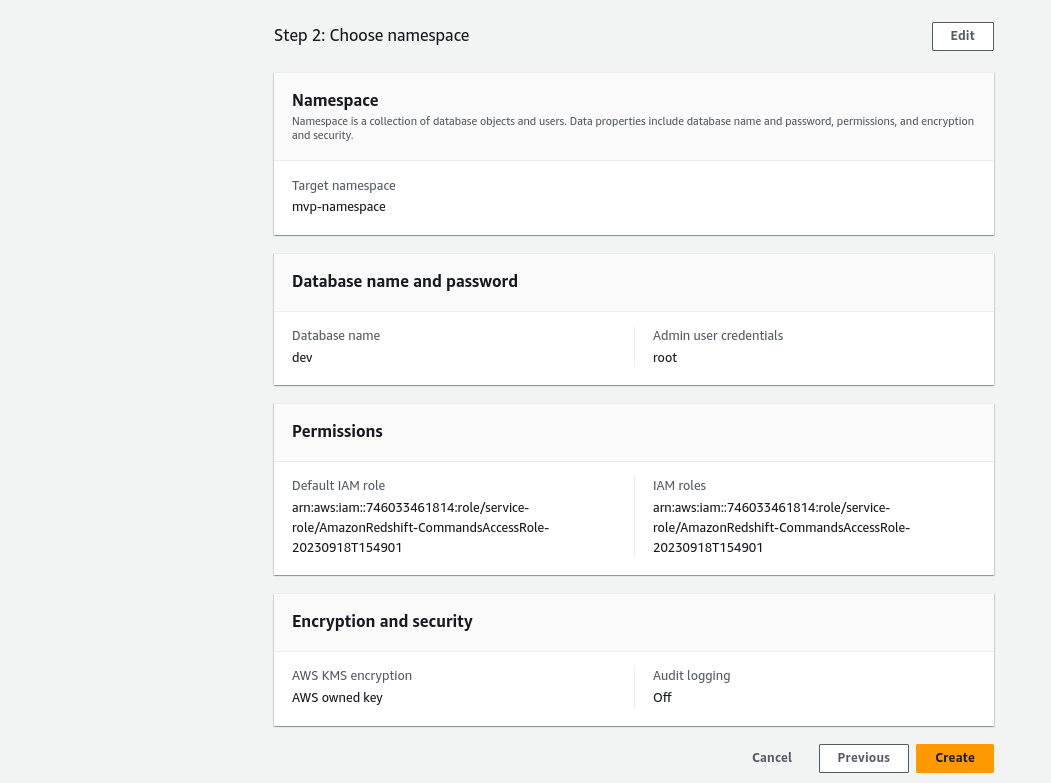 Step 2: Choose namespace
Edit
Namespace
Namespace is a collection of database objects and users. Data properties include database name and password, permissions, and encryption
and security.
Target namespace
mvp-namespace
Database name and password
Database name
dev
Admin user credentials
root
Permissions
Default IAM role
arn:aws:iam::746033461814:role/service-
role/AmazonRedshift-CommandsAccessRole-
20230918T154901
IAM roles
arn:aws:iam::746033461814:role/service-
role/AmazonRedshift-CommandsAccessRole-
20230918T154901
Encryption and security
AWS KMS encryption
AWS owned key
Audit logging
Off
Cancel
Previous
Create